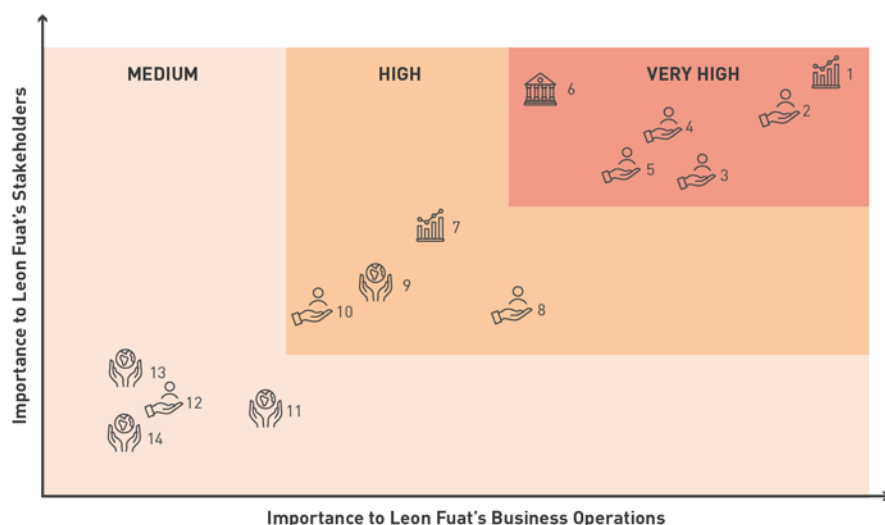 Importance to Leon Fuat's Stakeholders
MEDIUM
HIGH
VERY HIGH
1
6
2
4
5
3
7
9
10
8
13
12
11
14
Importance to Leon Fuat's Business Operations